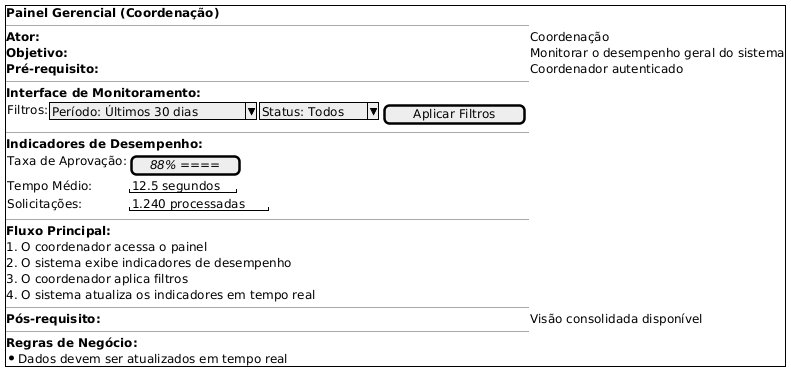 Painel Gerencial (Coordenação)
Ator: Coordenação
Objetivo: Monitorar o desempenho geral do sistema
Pré-requisito: Coordenador autenticado
Interface de Monitoramento:
Filtros: Período: Últimos 30 dias ▼ Status: Todos ▼ Aplicar Filtros
Indicadores de Desempenho:
Taxa de Aprovação: 88% ====
Tempo Médio: 12.5 segundos
Solicitações: 1.240 processadas
Fluxo Principal:
1. O coordenador acessa o painel
2. O sistema exibe indicadores de desempenho
3. O coordenador aplica filtros
4. O sistema atualiza os indicadores em tempo real
Pós-requisito: Visão consolidada disponível
Regras de Negócio:
• Dados devem ser atualizados em tempo real